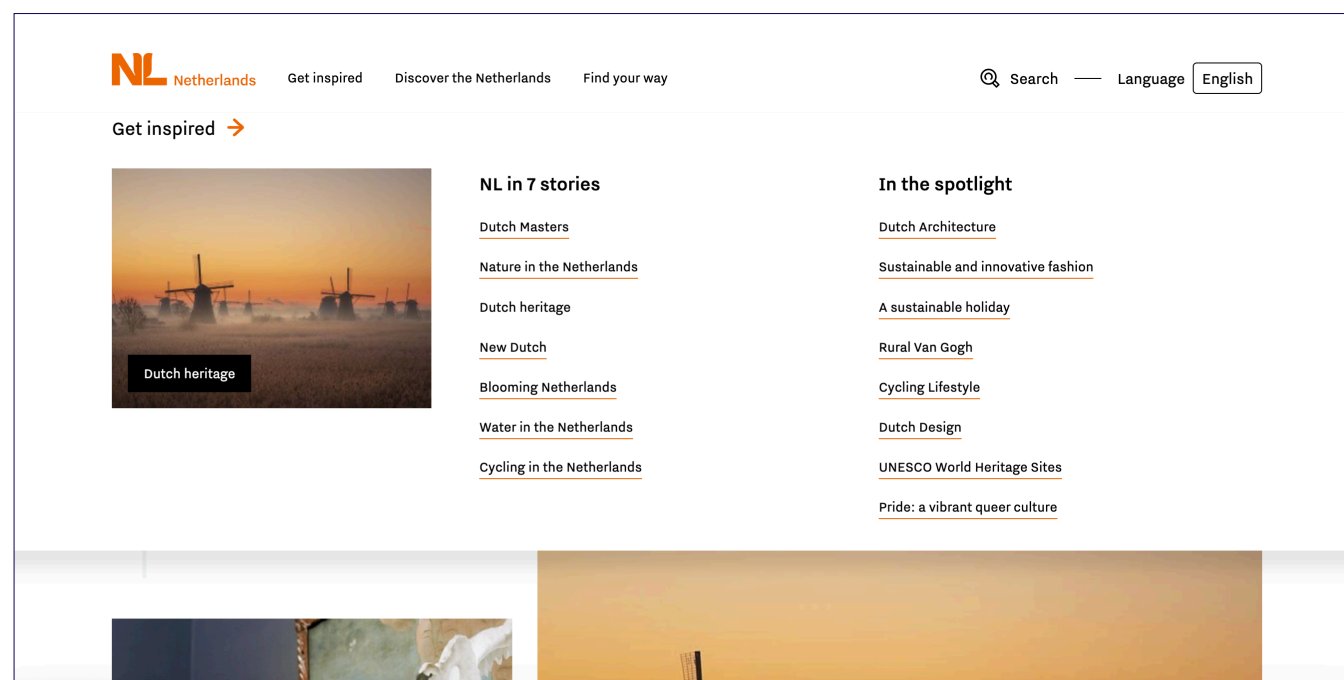 NL Netherlands
Get inspired
Discover the Netherlands
Find your way
Search
Language
English
Get inspired
Dutch heritage
NL in 7 stories
Dutch Masters
Nature in the Netherlands
Dutch heritage
New Dutch
Blooming Netherlands
Water in the Netherlands
Cycling in the Netherlands
In the spotlight
Dutch Architecture
Sustainable and innovative fashion
A sustainable holiday
Rural Van Gogh
Cycling Lifestyle
Dutch Design
UNESCO World Heritage Sites
Pride: a vibrant queer culture